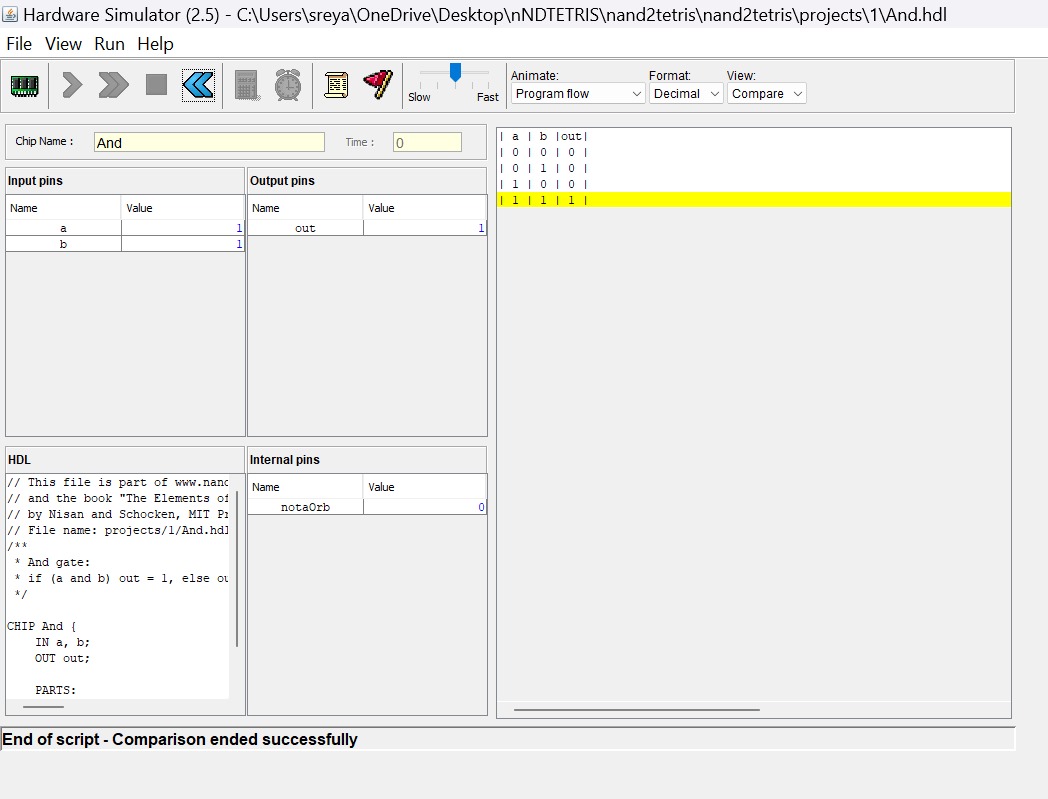 Hardware Simulator (2.5) - C:\Users\sreya\OneDrive\Desktop\nNDTETRIS\nand2tetris\nand2tetris\projects\1\And.hdl
File View Run Help
Slow Fast
Animate: Format: View:
Program flow Decimal Compare
Chip Name : And Time : 0
Input pins
Name Value
a 1
b 1
Output pins
Name Value
out 1
HDL
// This file is part of www.nand
// and the book "The Elements of
// by Nisan and Schocken, MIT Pr
// File name: projects/1/And.hdl
/**
 * And gate:
 * if (a and b) out = 1, else ou
 */
CHIP And {
    IN a, b;
    OUT out;
    PARTS:
Internal pins
Name Value
notaOrb 0
| a | b |out|
| 0 | 0 | 0 |
| 0 | 1 | 0 |
| 1 | 0 | 0 |
| 1 | 1 | 1 |
End of script - Comparison ended successfully